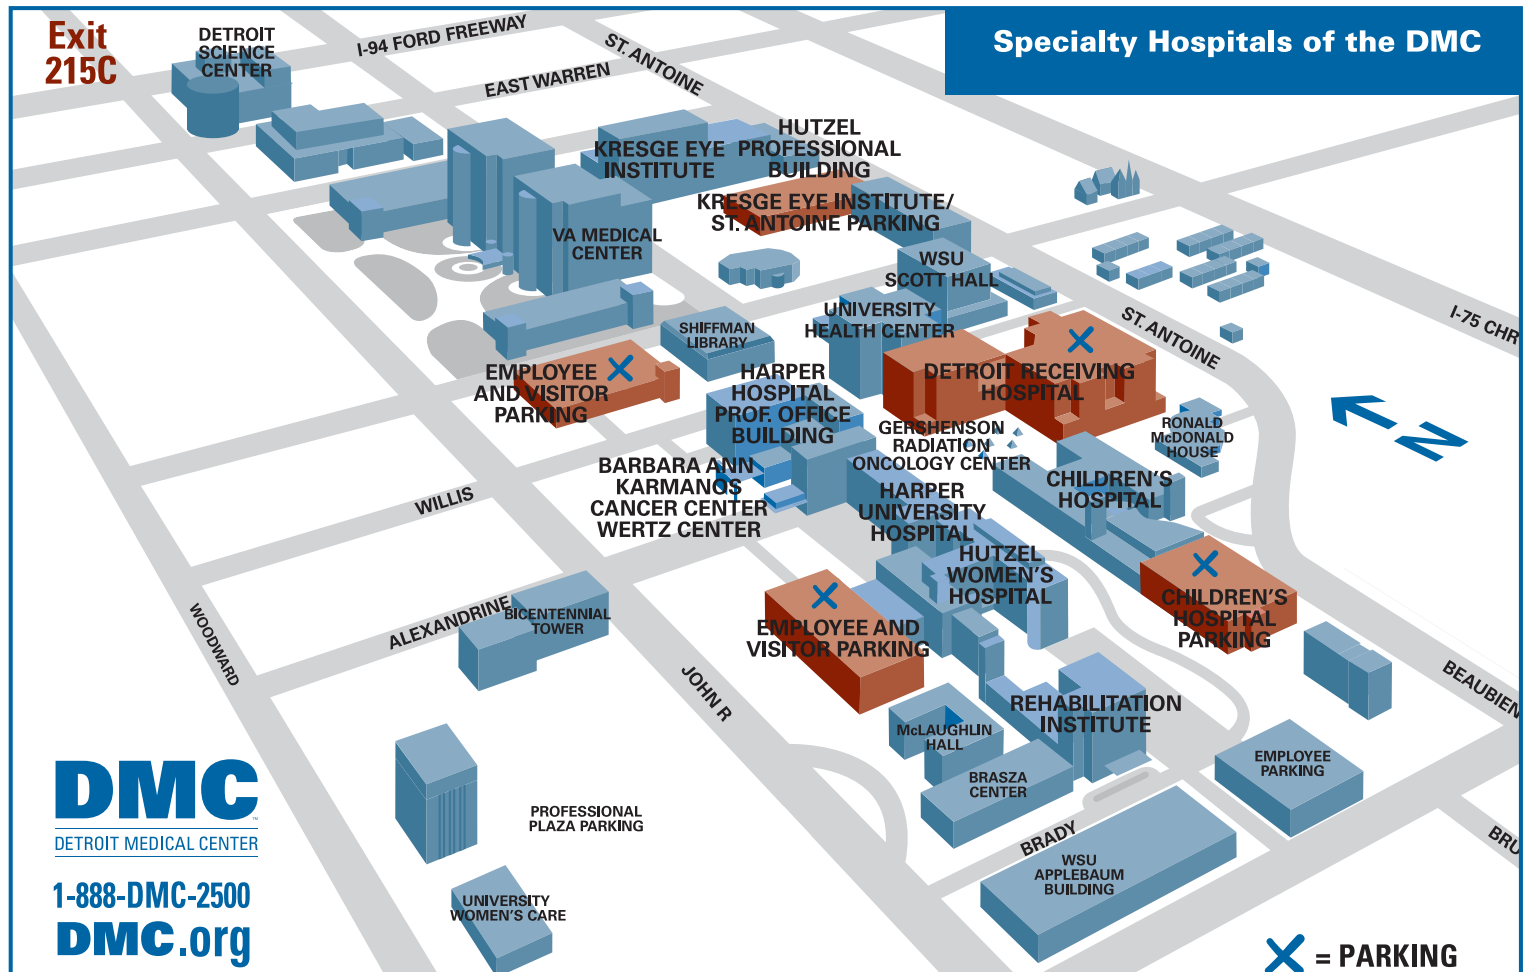 Exit
215C
DETROIT
SCIENCE
CENTER
I-94 FORD FREEWAY
ST. ANTOINE
EAST WARREN
Specialty Hospitals of the DMC
KRESGE EYE
INSTITUTE
HUTZEL
PROFESSIONAL
BUILDING
KRESGE EYE INSTITUTE/
ST. ANTOINE PARKING
VA MEDICAL
CENTER
WSU
SCOTT HALL
UNIVERSITY
HEALTH CENTER
SHIFFMAN
LIBRARY
ST. ANTOINE
I-75 CHR
EMPLOYEE
AND VISITOR
PARKING
HARPER
HOSPITAL
PROF. OFFICE
BUILDING
DETROIT RECEIVING
HOSPITAL
GERSHENSON
RADIATION
ONCOLOGY CENTER
RONALD
McDONALD
HOUSE
N
BARBARA ANN
KARMANOS
CANCER CENTER
WERTZ CENTER
HARPER
UNIVERSITY
HOSPITAL
CHILDREN'S
HOSPITAL
WILLIS
HUTZEL
WOMEN'S
HOSPITAL
WOODWARD
ALEXANDRINE
BICENTENNIAL
TOWER
EMPLOYEE AND
VISITOR PARKING
CHILDREN'S
HOSPITAL
PARKING
JOHN R
BEAUBIEN
REHABILITATION
INSTITUTE
McLAUGHLIN
HALL
BRASZA
CENTER
EMPLOYEE
PARKING
DMC
DETROIT MEDICAL CENTER
PROFESSIONAL
PLAZA PARKING
BRADY
BRU
WSU
APPLEBAUM
BUILDING
1-888-DMC-2500
DMC.org
UNIVERSITY
WOMEN'S CARE
= PARKING